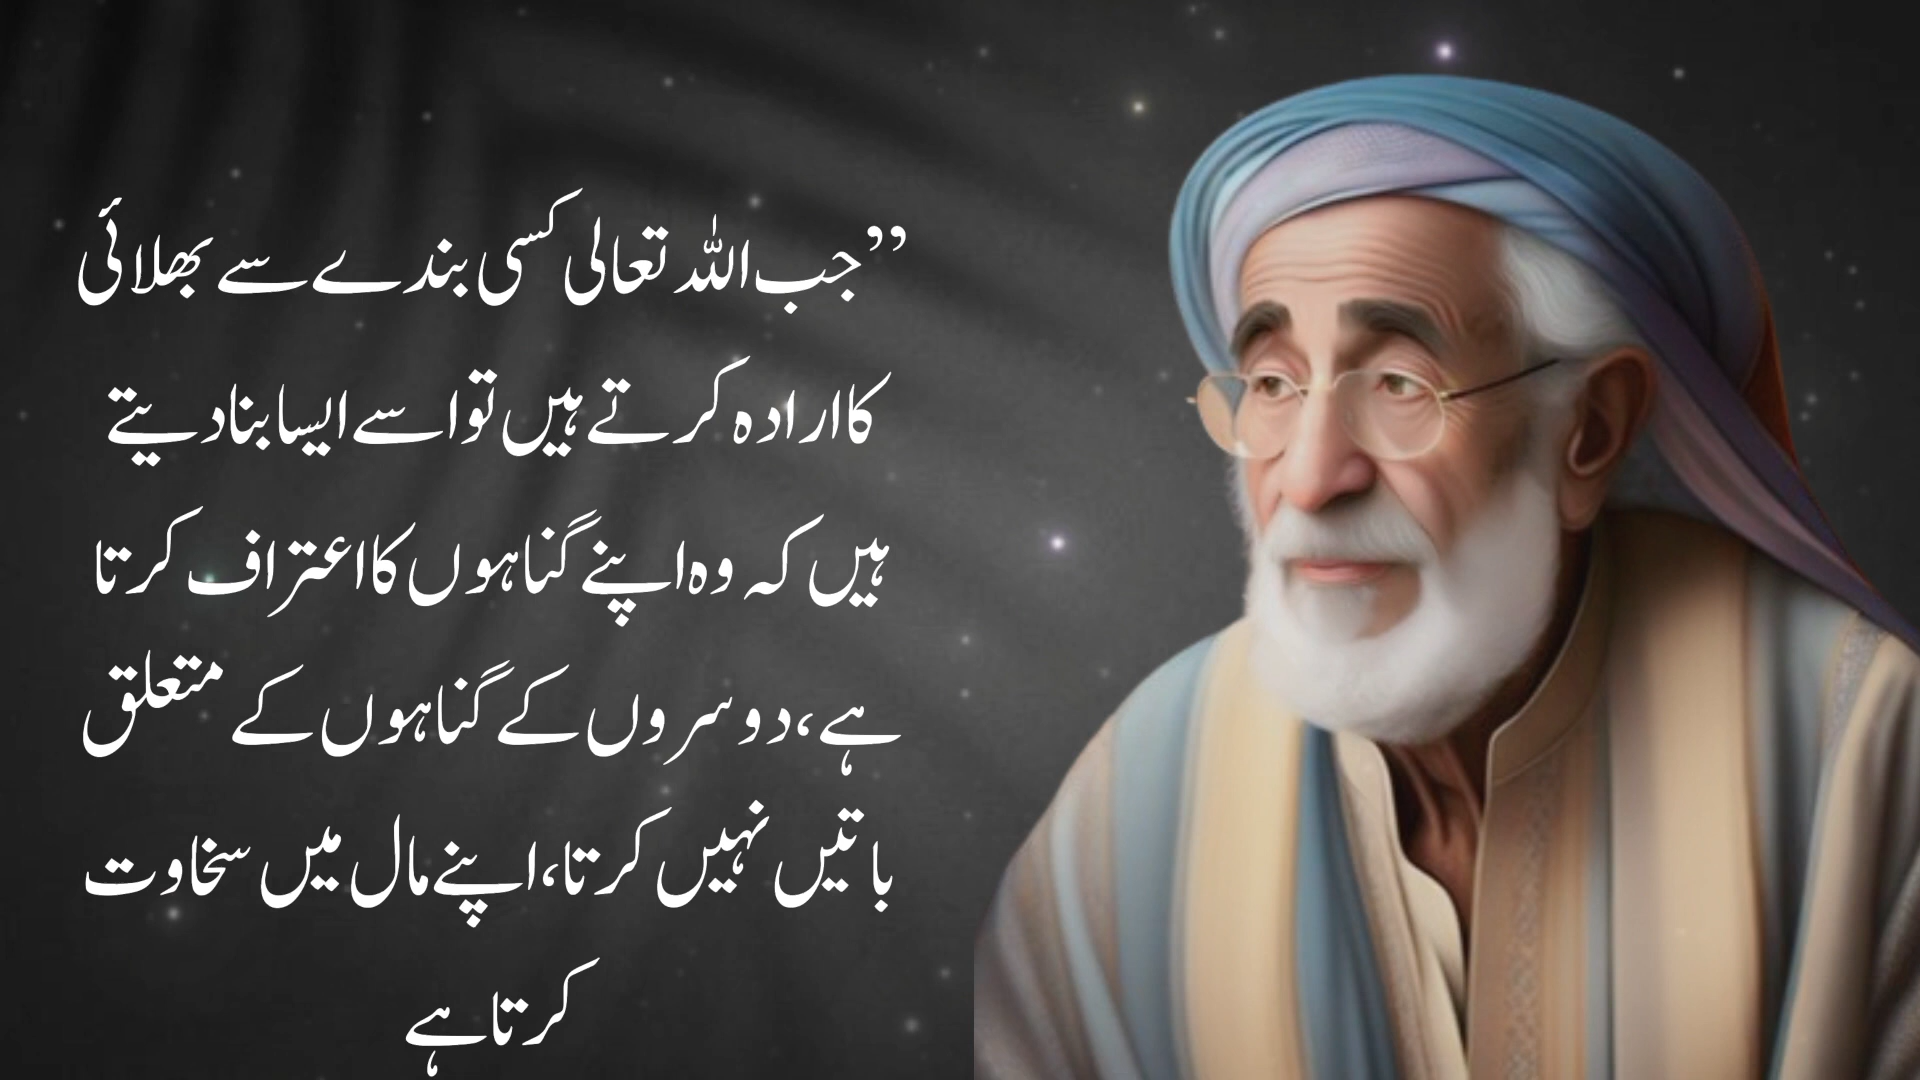 ’’جب اللہ تعالی کسی بندے سے بھلائی
کا ارادہ کرتے ہیں تو اسے ایسا بنا دیتے
ہیں کہ وہ اپنے گناہوں کا اعتراف کرتا
ہے، دوسروں کے گناہوں کے متعلق
باتیں نہیں کرتا، اپنے مال میں سخاوت
کرتا ہے